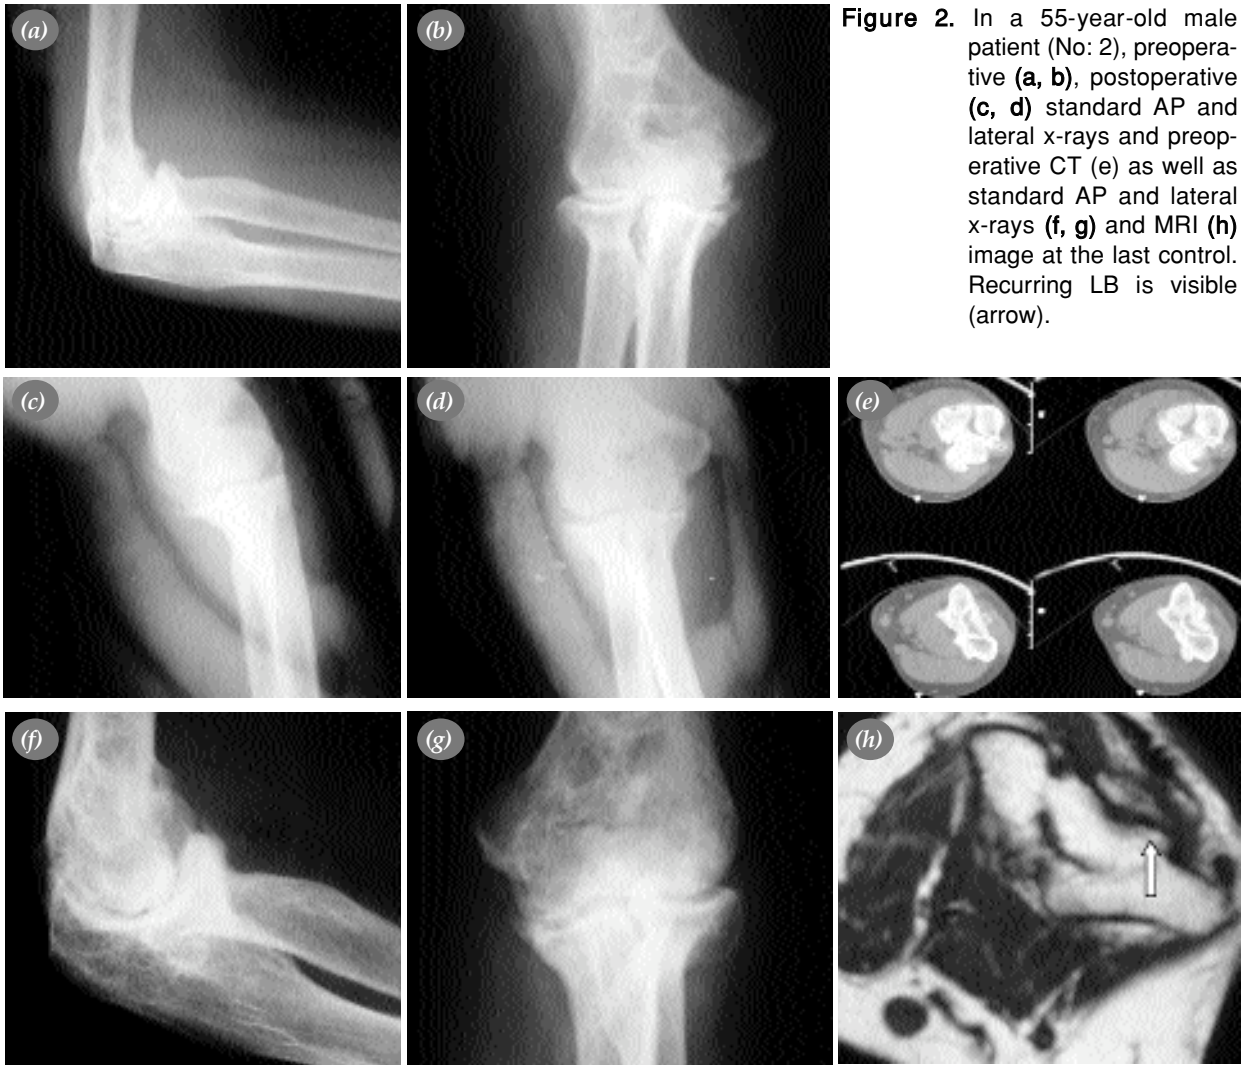 (a)
(b)
Figure 2. In a 55-year-old male
patient (No: 2), preopera-
tive (a, b), postoperative
(c, d) standard AP and
lateral x-rays and preop-
erative CT (e) as well as
standard AP and lateral
x-rays (f, g) and MRI (h)
image at the last control.
Recurring LB is visible
(arrow).
(c)
(d)
(e)
(f)
(g)
(h)